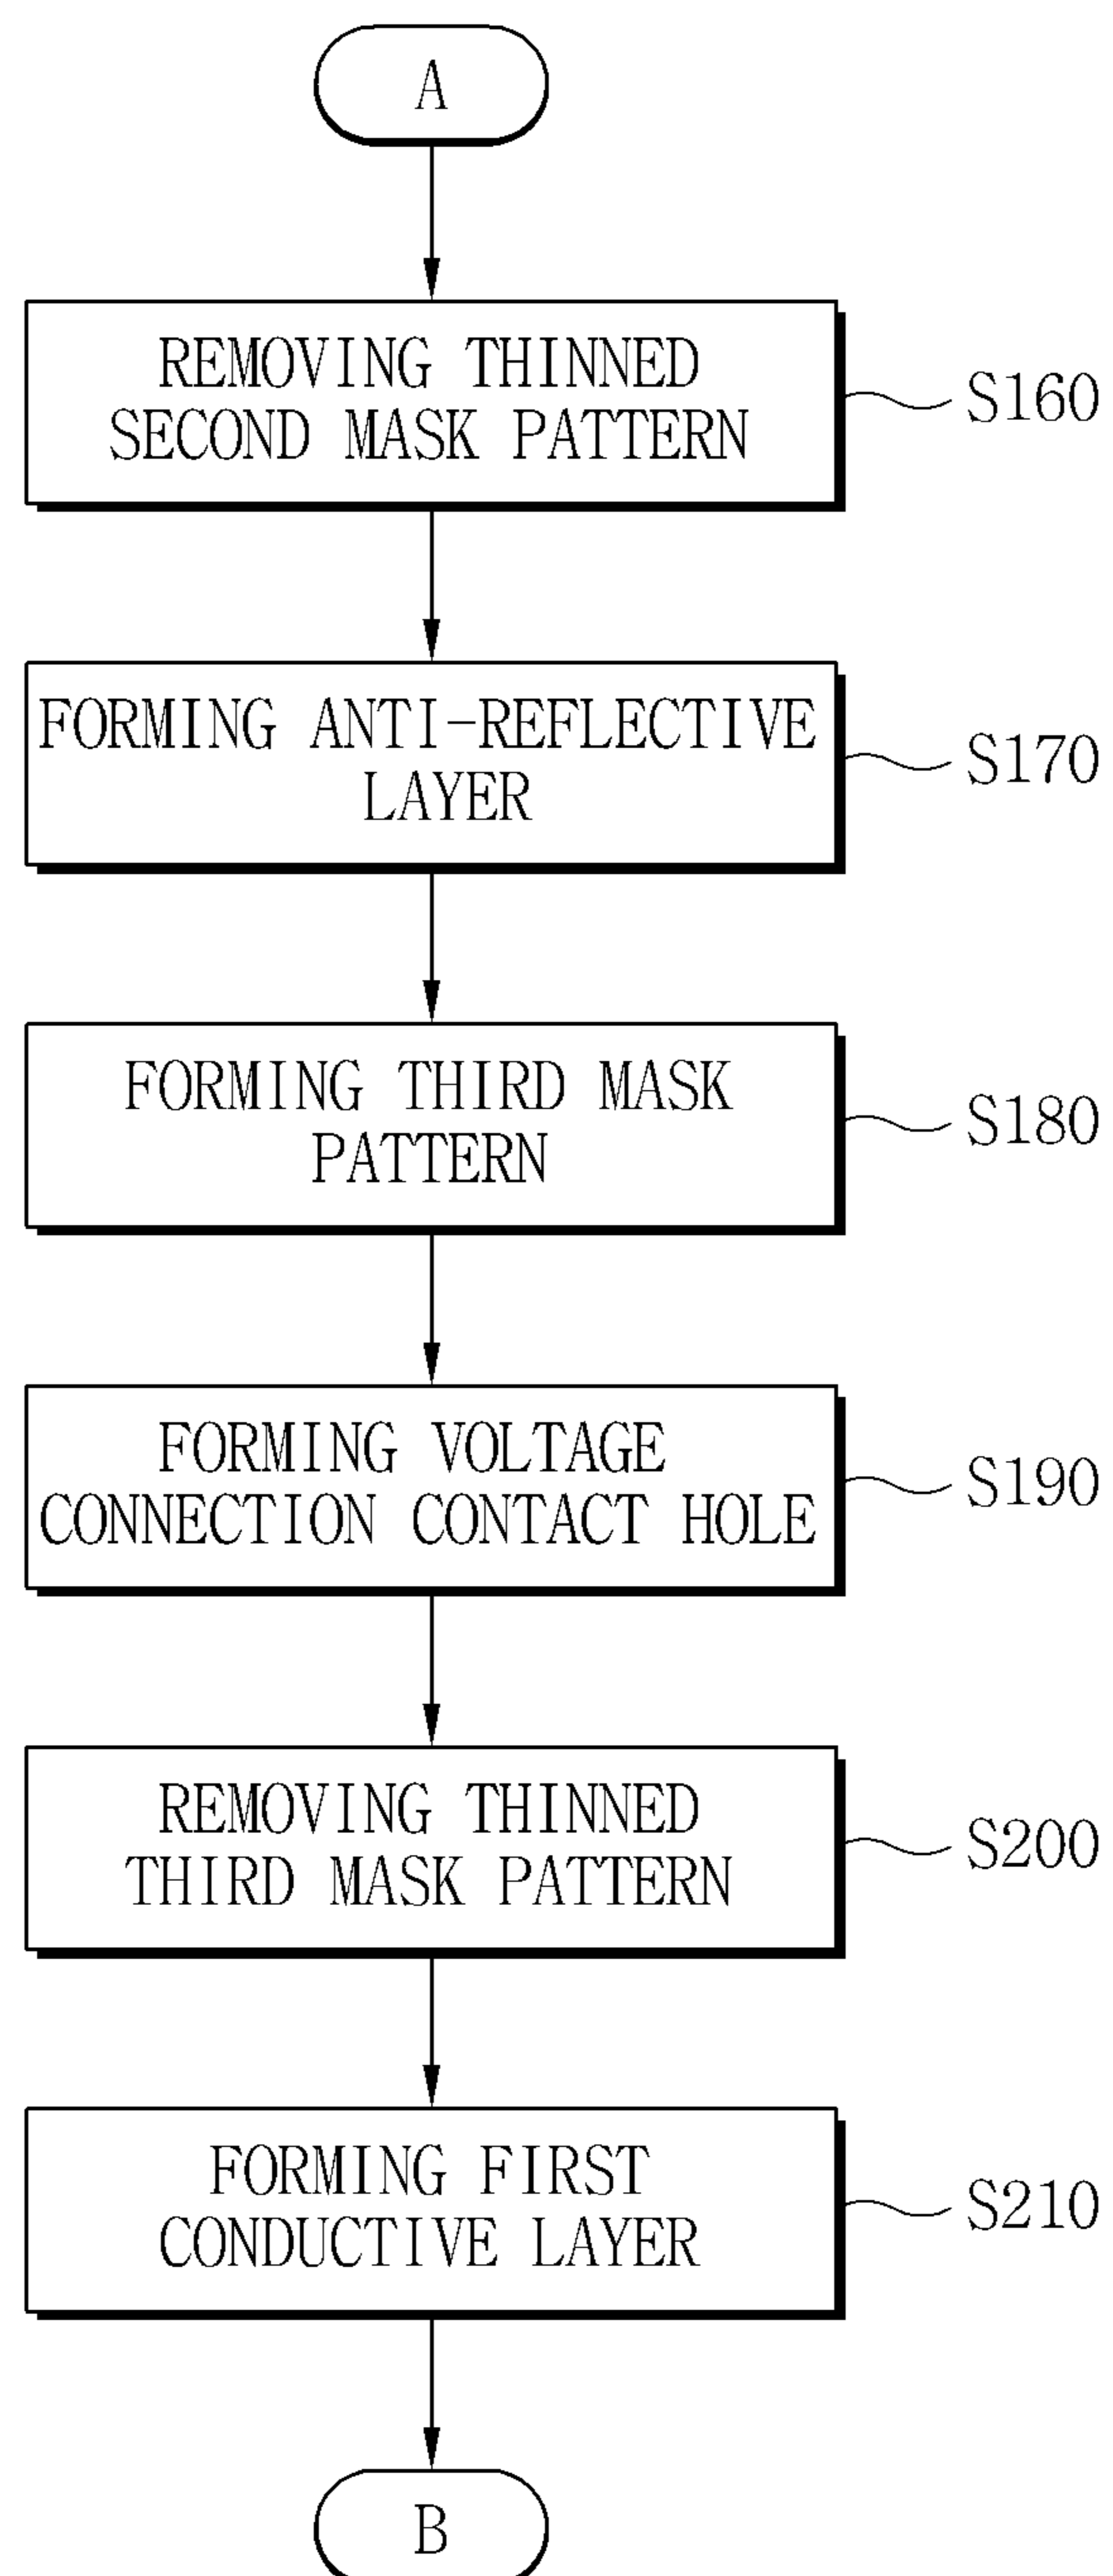 A
REMOVING THINNED
SECOND MASK PATTERN
S160
FORMING ANTI-REFLECTIVE
LAYER
S170
FORMING THIRD MASK
PATTERN
S180
FORMING VOLTAGE
CONNECTION CONTACT HOLE
S190
REMOVING THINNED
THIRD MASK PATTERN
S200
FORMING FIRST
CONDUCTIVE LAYER
S210
B